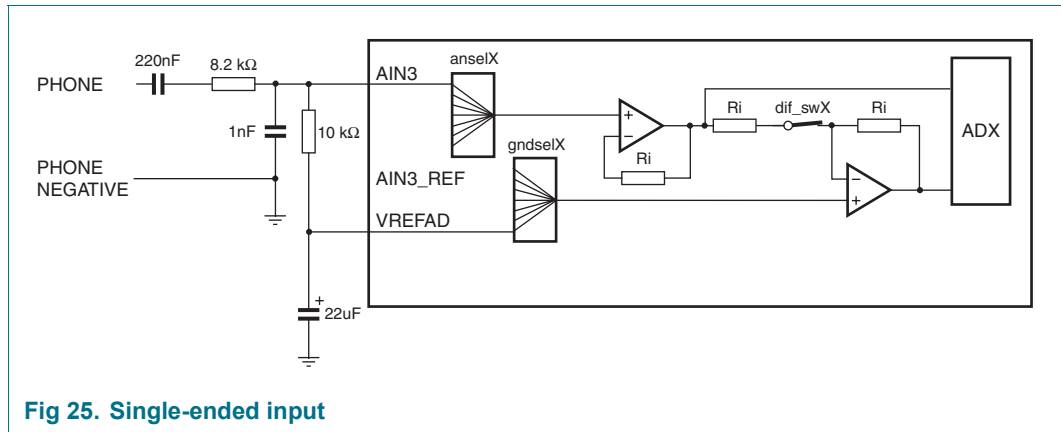 220nF
8.2 kΩ
PHONE
1nF
10 kΩ
PHONE
NEGATIVE
22uF
+
AIN3
AIN3_REF
VREFAD
anselX
gndselX
+
−
Ri
Ri
dif_swX
Ri
−
+
ADX
Fig 25. Single-ended input